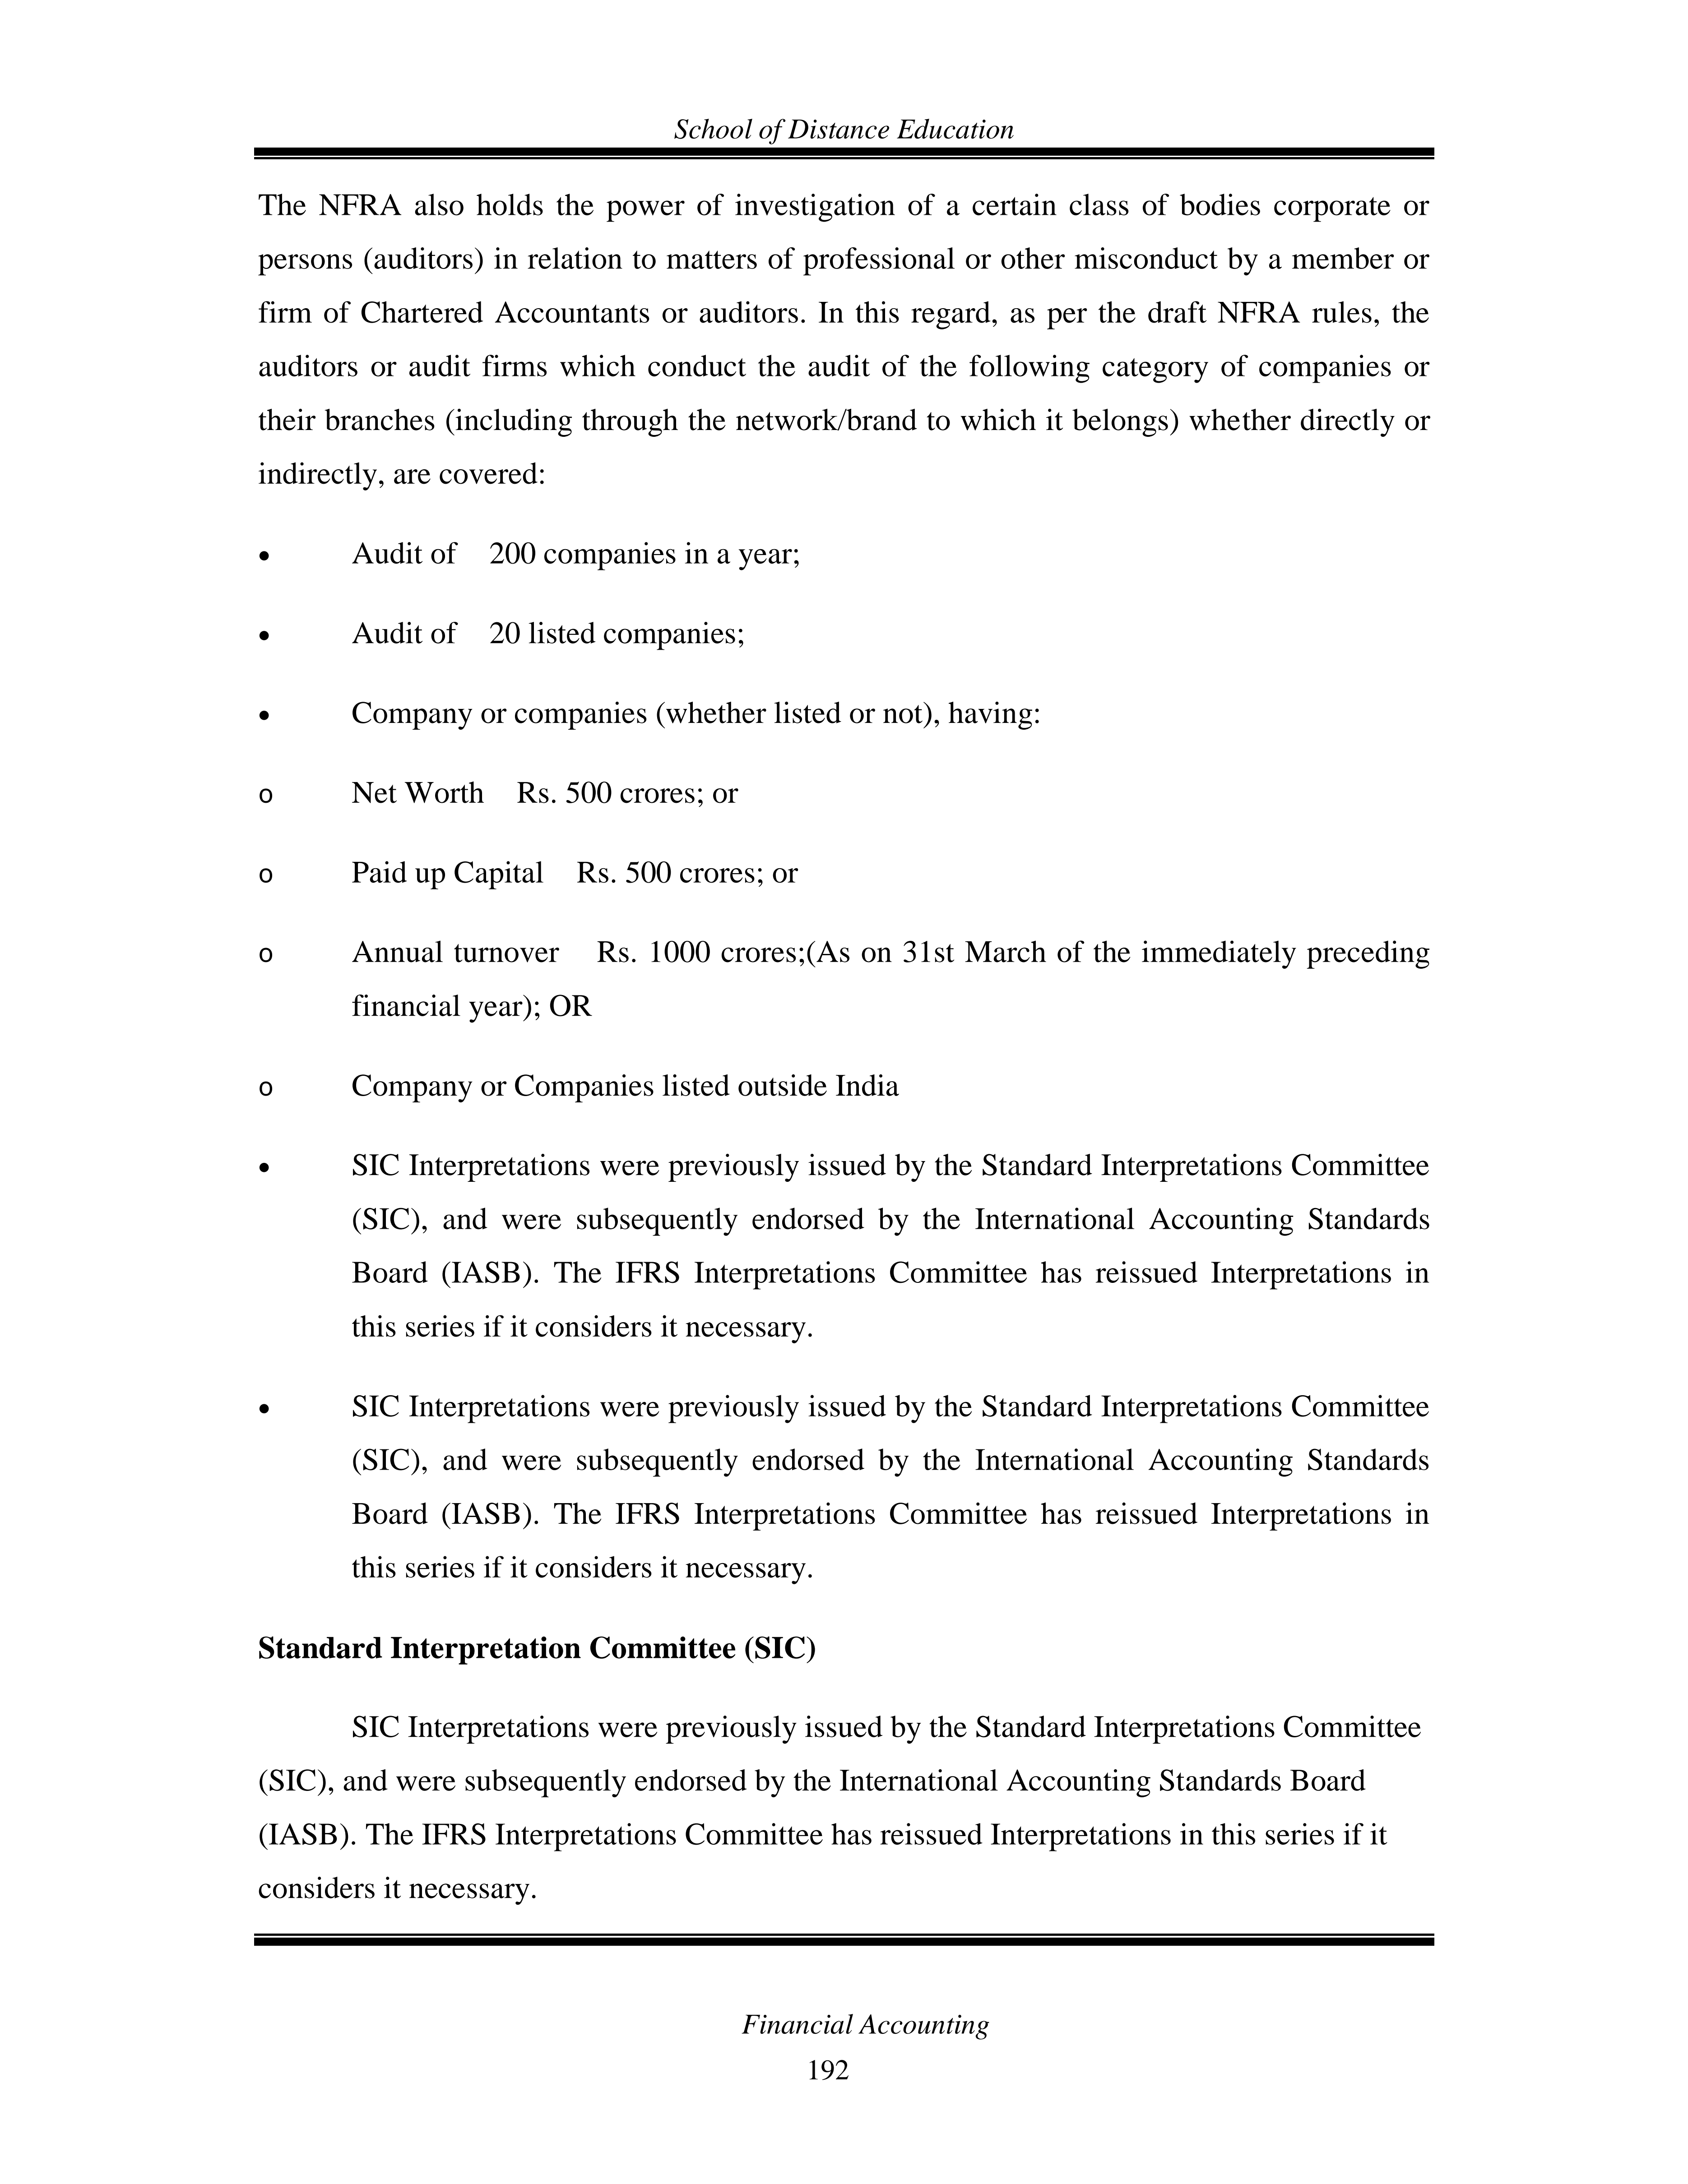 School of Distance Education
The NFRA also holds the power of investigation of a certain class of bodies corporate or
persons (auditors) in relation to matters of professional or other misconduct by a member or
firm of Chartered Accountants or auditors. In this regard, as per the draft NFRA rules, the
auditors or audit firms which conduct the audit of the following category of companies or
their branches (including through the network/brand to which it belongs) whether directly or
indirectly, are covered:
• Audit of 200 companies in a year;
• Audit of 20 listed companies;
• Company or companies (whether listed or not), having:
o Net Worth Rs. 500 crores; or
o Paid up Capital Rs. 500 crores; or
o Annual turnover Rs. 1000 crores;(As on 31st March of the immediately preceding
financial year); OR
o Company or Companies listed outside India
• SIC Interpretations were previously issued by the Standard Interpretations Committee
(SIC), and were subsequently endorsed by the International Accounting Standards
Board (IASB). The IFRS Interpretations Committee has reissued Interpretations in
this series if it considers it necessary.
• SIC Interpretations were previously issued by the Standard Interpretations Committee
(SIC), and were subsequently endorsed by the International Accounting Standards
Board (IASB). The IFRS Interpretations Committee has reissued Interpretations in
this series if it considers it necessary.
Standard Interpretation Committee (SIC)
SIC Interpretations were previously issued by the Standard Interpretations Committee
(SIC), and were subsequently endorsed by the International Accounting Standards Board
(IASB). The IFRS Interpretations Committee has reissued Interpretations in this series if it
considers it necessary.
Financial Accounting
192